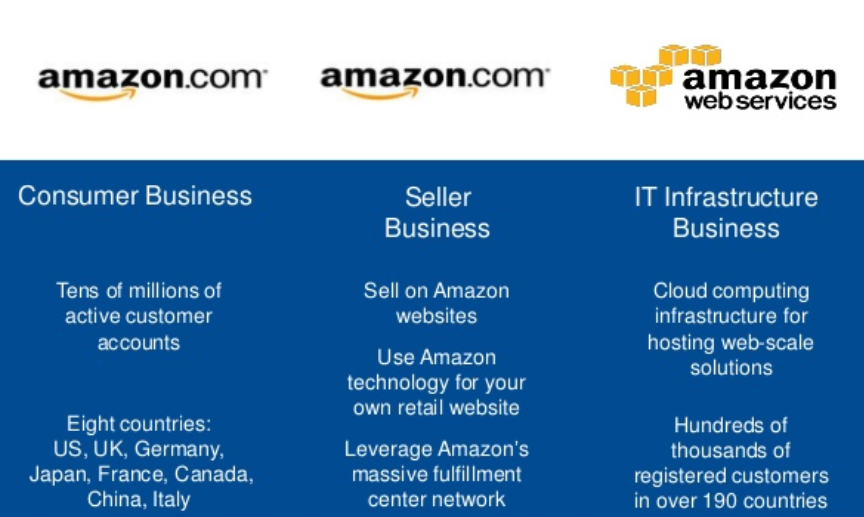 amazon.com
amazon.com
amazon
webservices
Consumer Business
Tens of millions of
active customer
accounts
Eight countries:
US, UK, Germany,
Japan, France, Canada,
China, Italy
Seller
Business
Sell on Amazon
websites
Use Amazon
technology for your
own retail website
Leverage Amazon's
massive fulfillment
center network
IT Infrastructure
Business
Cloud computing
infrastructure for
hosting web-scale
solutions
Hundreds of
thousands of
registered customers
in over 190 countries